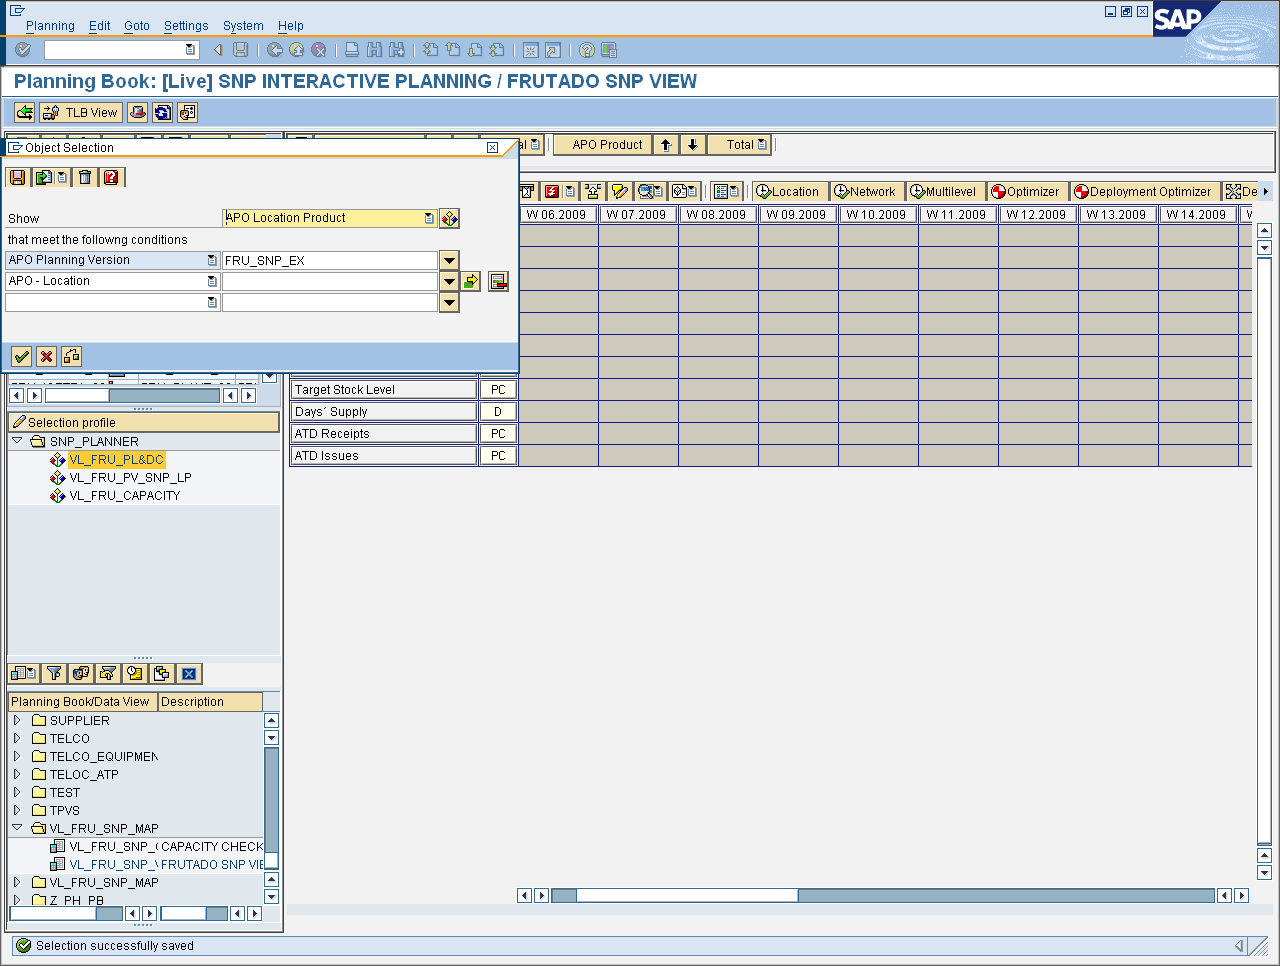 Planning Edit Goto Settings System Help
SAP
Planning Book: [Live] SNP INTERACTIVE PLANNING / FRUTADO SNP VIEW
TLB View
APO Product Total
Object Selection
Location Network Multilevel Optimizer Deployment Optimizer De
W 06.2009 W 07.2009 W 08.2009 W 09.2009 W 10.2009 W 11.2009 W 12.2009 W 13.2009 W 14.2009 W
Show APO Location Product
that meet the followng conditions
APO Planning Version FRU_SNP_EX
APO - Location
Target Stock Level PC
Days´ Supply D
ATD Receipts PC
ATD Issues PC
Selection profile
SNP_PLANNER
VL_FRU_PL&DC
VL_FRU_PV_SNP_LP
VL_FRU_CAPACITY
Planning Book/Data View Description
SUPPLIER
TELCO
TELCO_EQUIPMEN
TELOC_ATP
TEST
TPVS
VL_FRU_SNP_MAP
VL_FRU_SNP_ CAPACITY CHECK
VL_FRU_SNP_ FRUTADO SNP VIE
VL_FRU_SNP_MAP
Z_PH_PB
Selection successfully saved